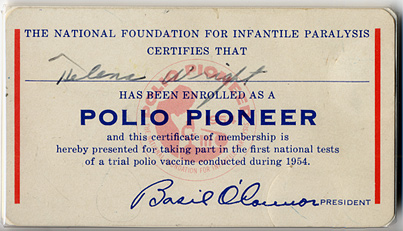 THE NATIONAL FOUNDATION FOR INFANTILE PARALYSIS
CERTIFIES THAT
Helene Wright
HAS BEEN ENROLLED AS A
POLIO PIONEER
and this certificate of membership is
hereby presented for taking part in the first national tests
of a trial polio vaccine conducted during 1954.
Basil O'Connor PRESIDENT